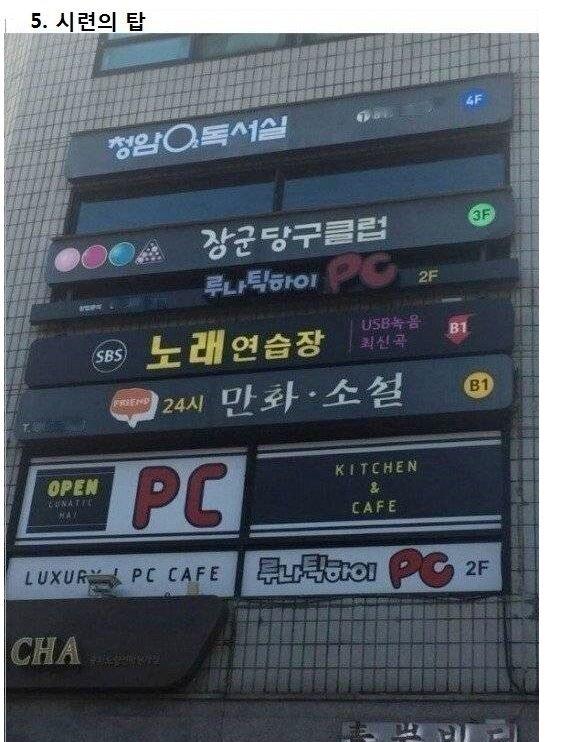 5. 시련의 탑
4F
청암O₂독서실
3F
장군당구클럽
루나틱하이 PC 2F
SBS 노래연습장 USB녹음 최신곡 B1
FRIEND 24시 만화·소설 B1
T.
OPEN
LUNATIC
HAI
PC
KITCHEN
&
CAFE
LUXURY PC CAFE
루나틱하이 PC 2F
CHA